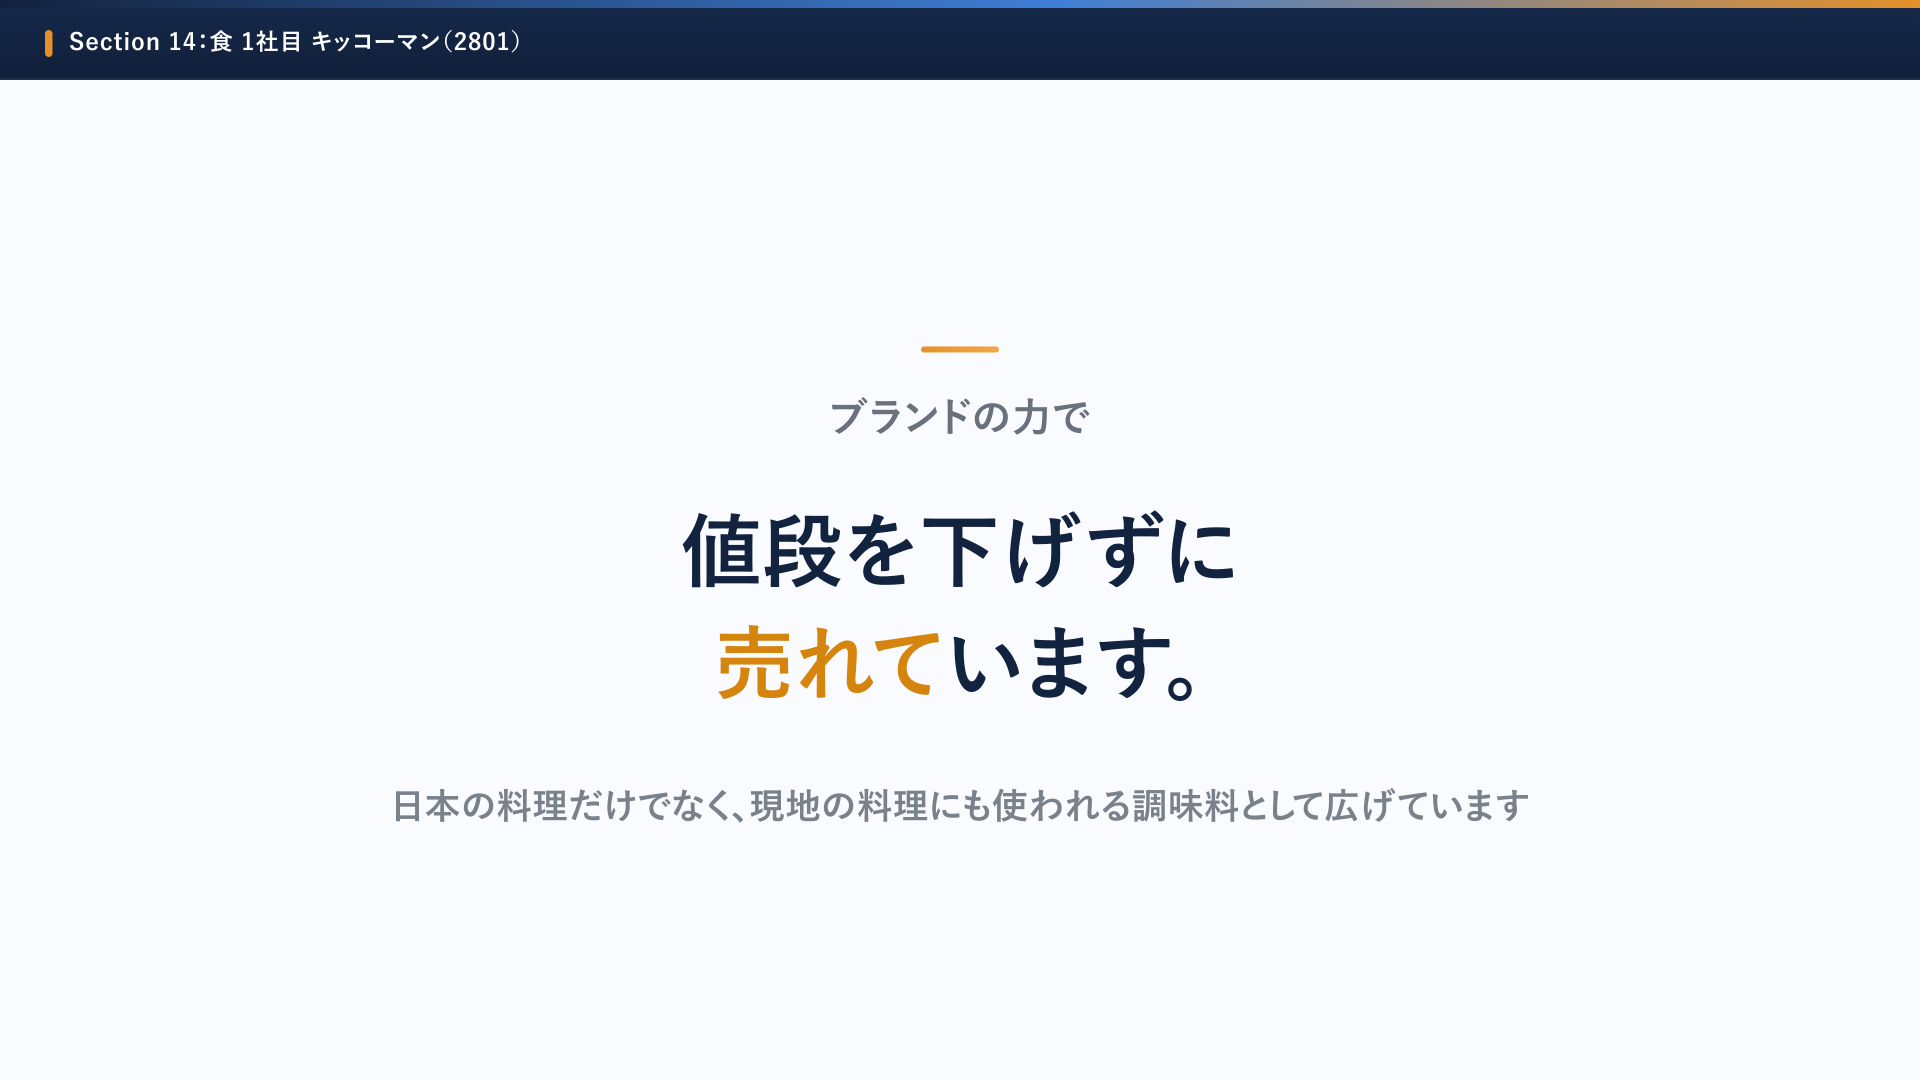 Section 14：食 1社目 キッコーマン（2801）
ブランドの力で
値段を下げずに
売れています。
日本の料理だけでなく、現地の料理にも使われる調味料として広げています